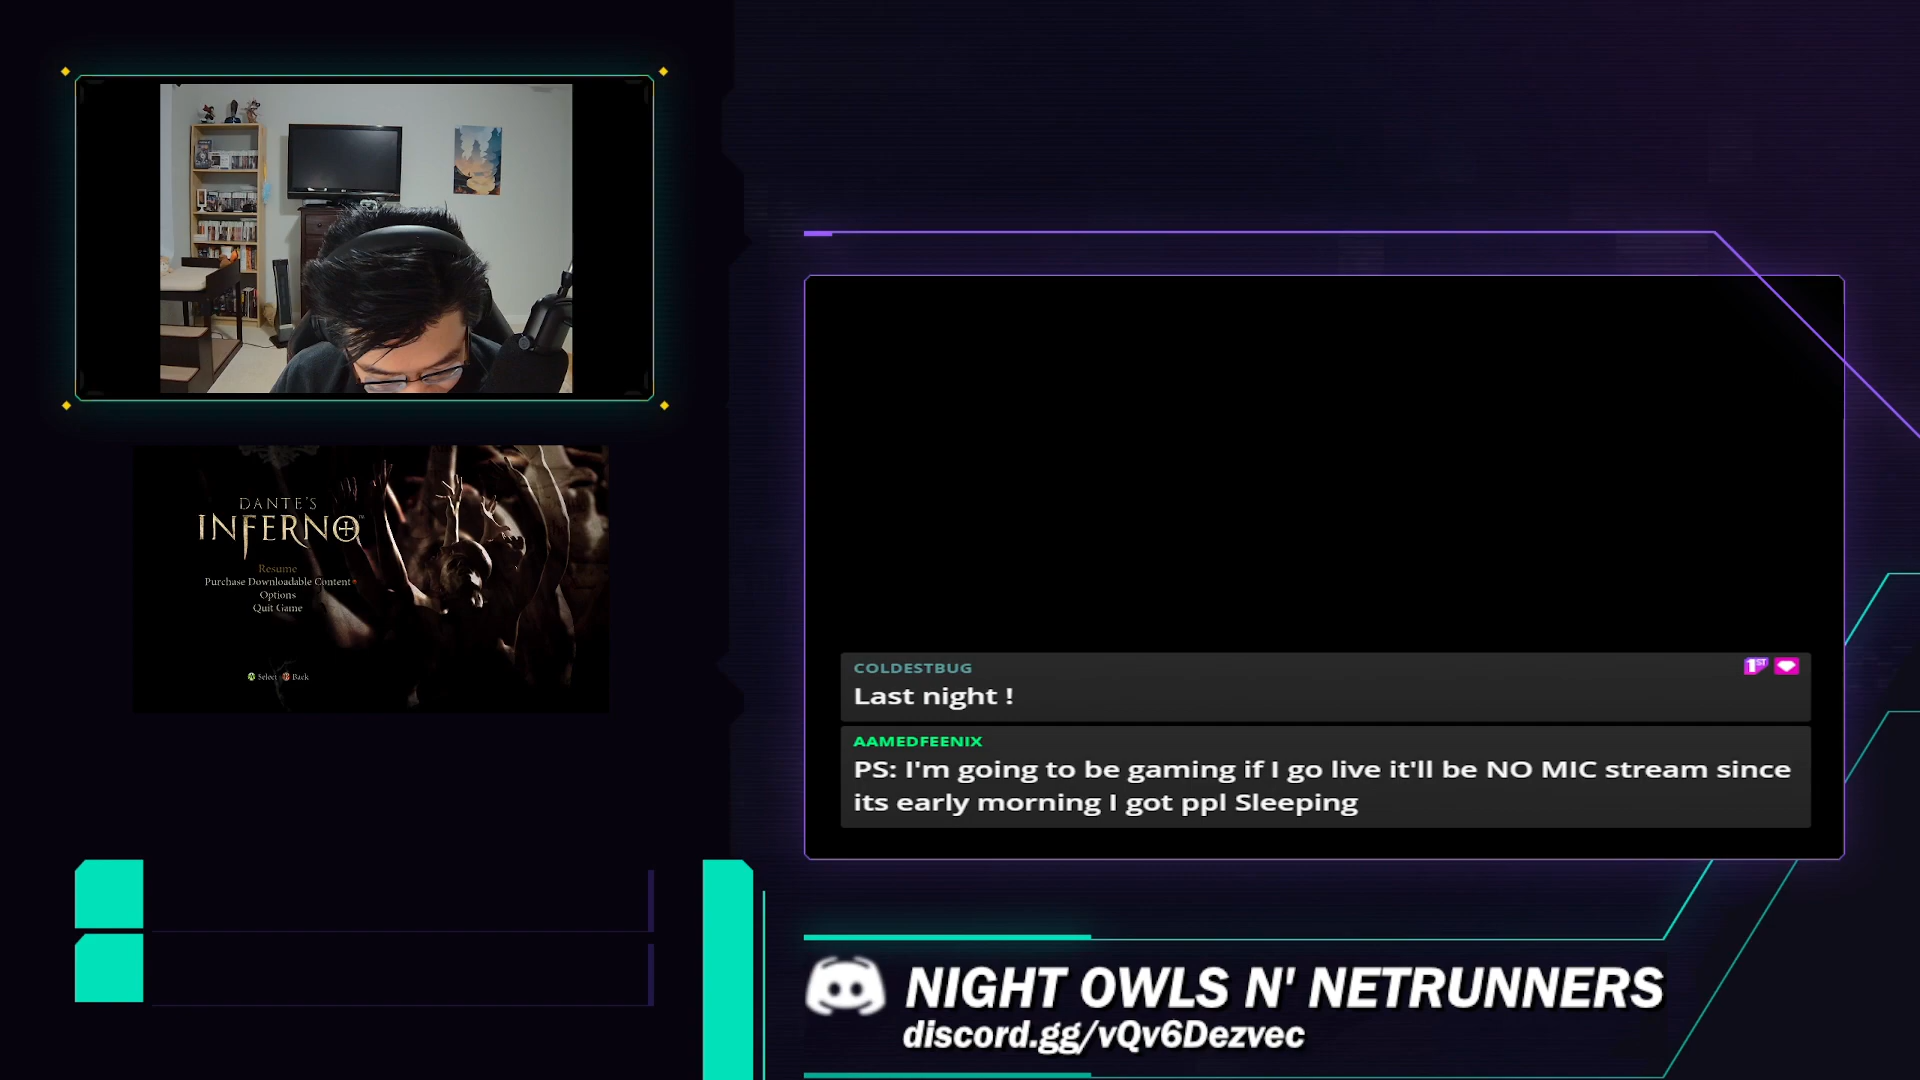 DANTE'S
INFERNO
Resume
Purchase Downloadable Content
Options
Quit Game
Select Back
COLDESTBUG
1ST
Last night !
AAMEDFEENIX
PS: I'm going to be gaming if I go live it'll be NO MIC stream since
its early morning I got ppl Sleeping
NIGHT OWLS N' NETRUNNERS
discord.gg/vQv6Dezvec